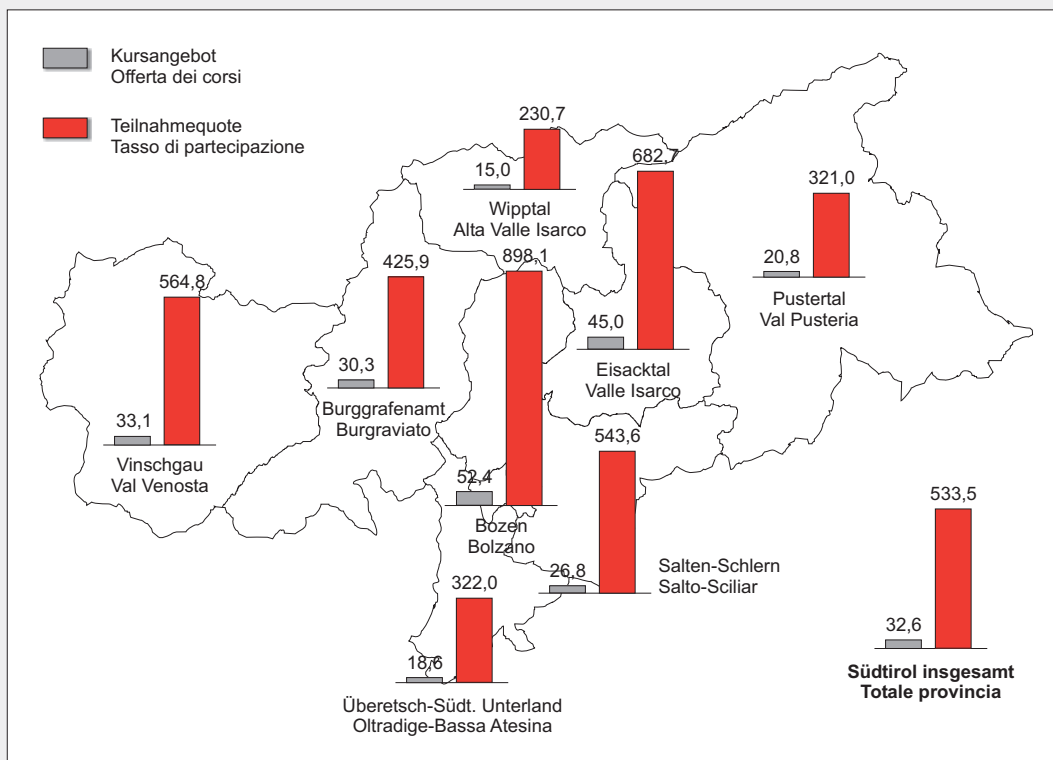 Kursangebot
Offerta dei corsi
Teilnahmequote
Tasso di partecipazione
230,7
15,0
Wipptal
Alta Valle Isarco
682,7
45,0
Eisacktal
Valle Isarco
321,0
20,8
Pustertal
Val Pusteria
564,8
33,1
Vinschgau
Val Venosta
425,9
30,3
Burggrafenamt
Burgraviato
898,1
52,4
Bozen
Bolzano
543,6
26,8
Salten-Schlern
Salto-Sciliar
322,0
18,6
Überetsch-Südt. Unterland
Oltradige-Bassa Atesina
533,5
32,6
Südtirol insgesamt
Totale provincia